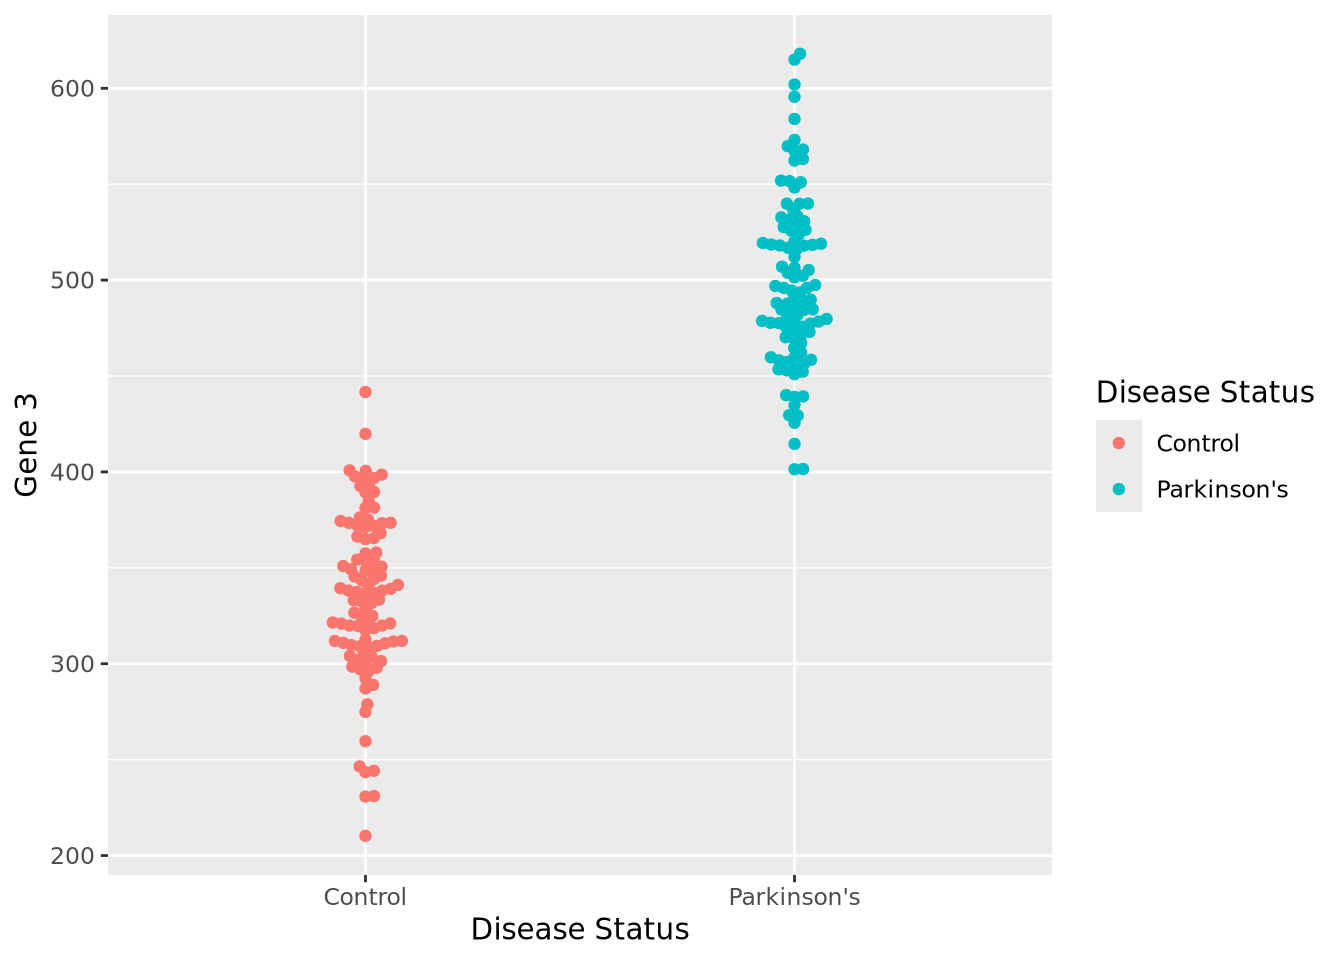 600
500
400
300
200
Gene 3
Control
Parkinson's
Disease Status
Disease Status
Control
Parkinson's